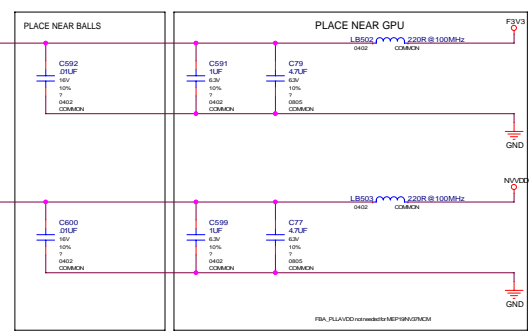 PLACE NEAR BALLS
PLACE NEAR GPU
F3V3
LB502 220R@100MHz
0402 COMMON
C592
.01UF
16V
10%
?
0402
COMMON
C591
1UF
6.3V
10%
?
0402
COMMON
C79
4.7UF
6.3V
10%
?
0805
COMMON
GND
NVVDD
LB503 220R@100MHz
0402 COMMON
C600
.01UF
16V
10%
?
0402
COMMON
C599
1UF
6.3V
10%
?
0402
COMMON
C77
4.7UF
6.3V
10%
?
0805
COMMON
GND
FBA_PLLAVDD not needed for MEP19/NV37MCM